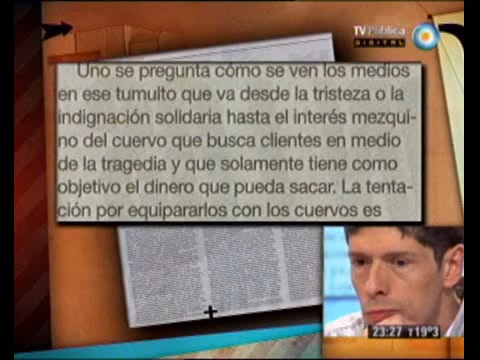 TV Pública
DIGITAL
Uno se pregunta cómo se ven los medios
en ese tumulto que va desde la tristeza o la
indignación solidaria hasta el interés mezqui-
no del cuervo que busca clientes en medio
de la tragedia y que solamente tiene como
objetivo el dinero que pueda sacar. La tenta-
ción por equipararlos con los cuervos es
23:27 T19º3